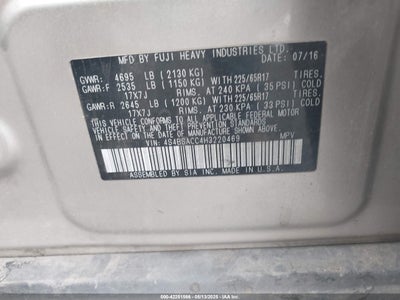 MFD BY FUJI HEAVY INDUSTRIES LTD. DATE: 07/16
GVWR: 4695 LB (2130 KG)
GAWR:F 2535 LB (1150 KG) WITH 225/65R17 TIRES.
17X7J RIMS. AT 240 KPA (35 PSI) COLD
GAWR:R 2645 LB (1200 KG) WITH 225/65R17 TIRES.
17X7J RIMS. AT 230 KPA (33 PSI) COLD
THIS VEHICLE CONFORMS TO ALL APPLICABLE FEDERAL MOTOR
VEHICLE SAFETY AND THEFT PREVENTION STANDARDS
IN EFFECT ON THE DATE OF MANUFACTURE SHOWN ABOVE.
VIN: 4S4BSACC4H3220469 MPV
ASSEMBLED BY SIA INC. MADE IN U.S.A.